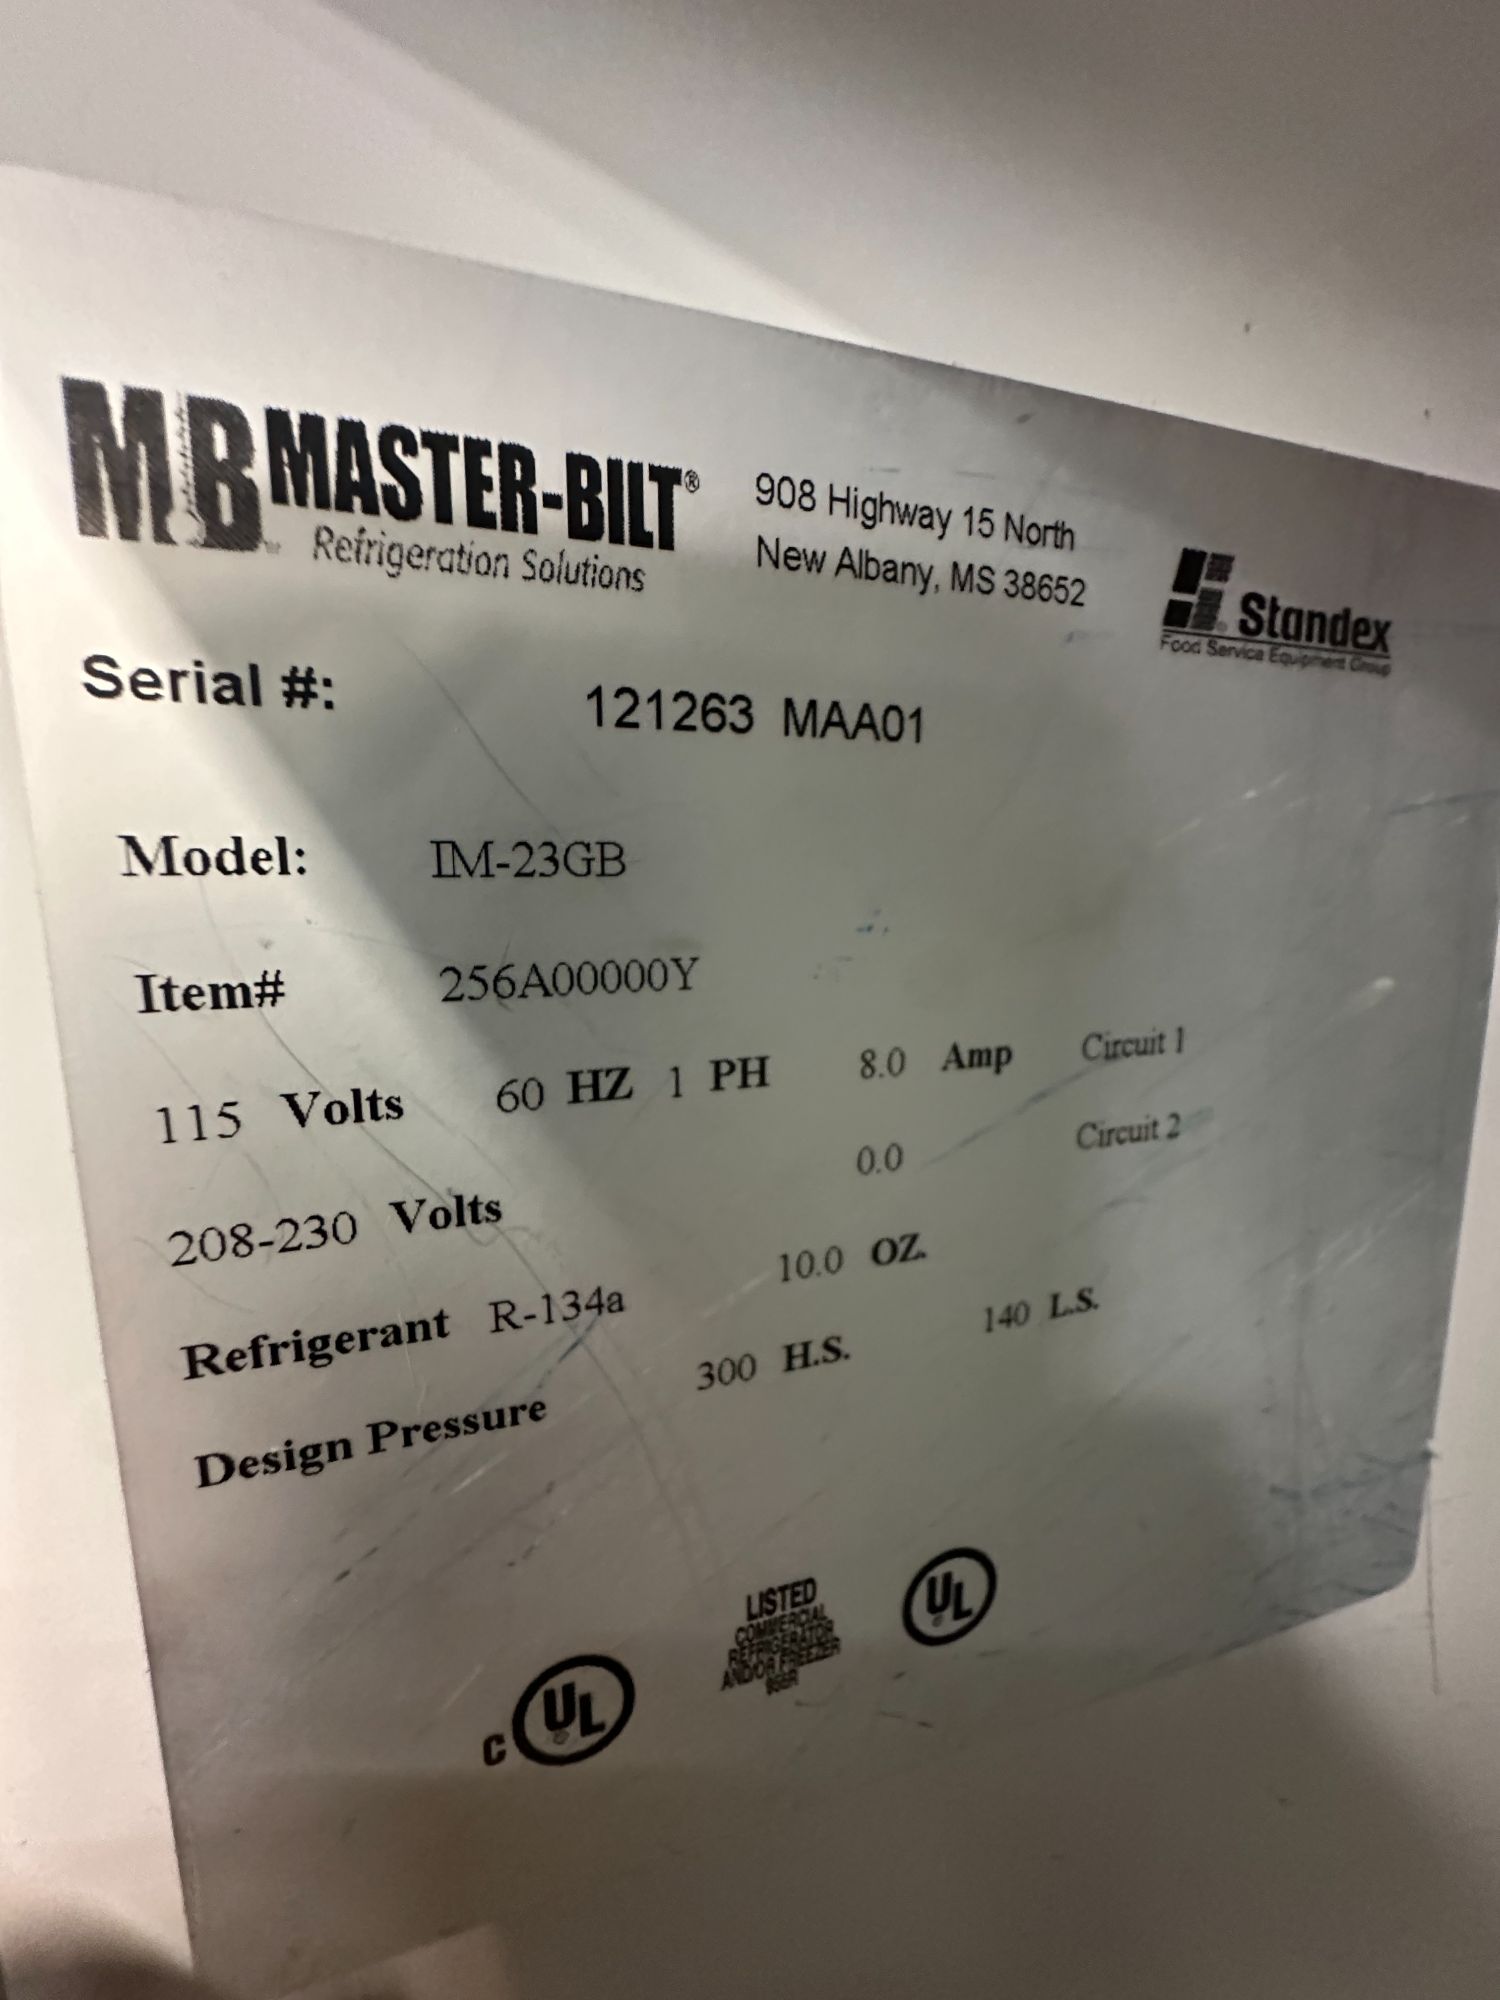 MB MASTER-BILT®
Refrigeration Solutions
908 Highway 15 North
New Albany, MS 38652
Standex
Food Service Equipment Group
Serial #: 121263 MAA01
Model: IM-23GB
Item# 256A00000Y
115 Volts 60 HZ 1 PH 8.0 Amp Circuit 1
208-230 Volts 0.0 Circuit 2
Refrigerant R-134a 10.0 OZ.
Design Pressure 300 H.S. 140 L.S.
C UL
LISTED
COMMERCIAL
REFRIGERATOR
AND/OR FREEZER
UL